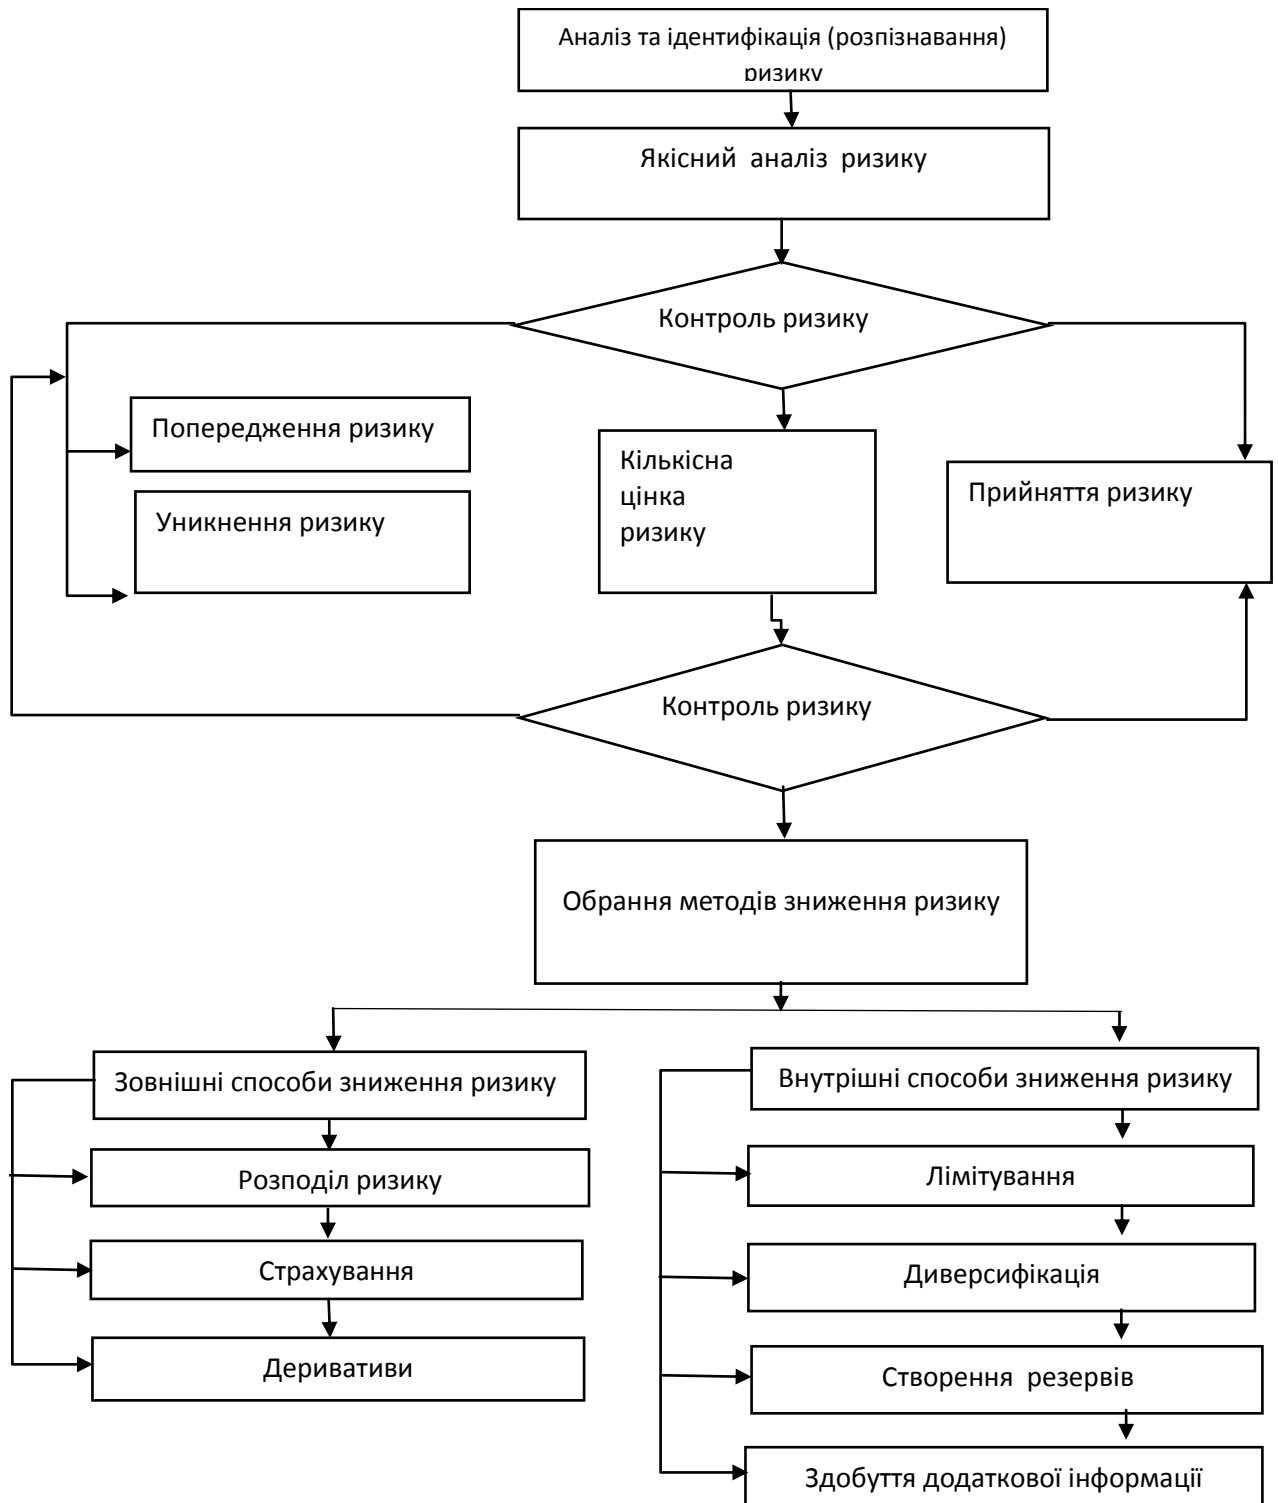 Аналіз та ідентифікація (розпізнавання)
ризику
Якісний аналіз ризику
Контроль ризику
Попередження ризику
Уникнення ризику
Кількісна
цінка
ризику
Прийняття ризику
Контроль ризику
Обрання методів зниження ризику
Зовнішні способи зниження ризику
Розподіл ризику
Страхування
Деривативи
Внутрішні способи зниження ризику
Лімітування
Диверсифікація
Створення резервів
Здобуття додаткової інформації